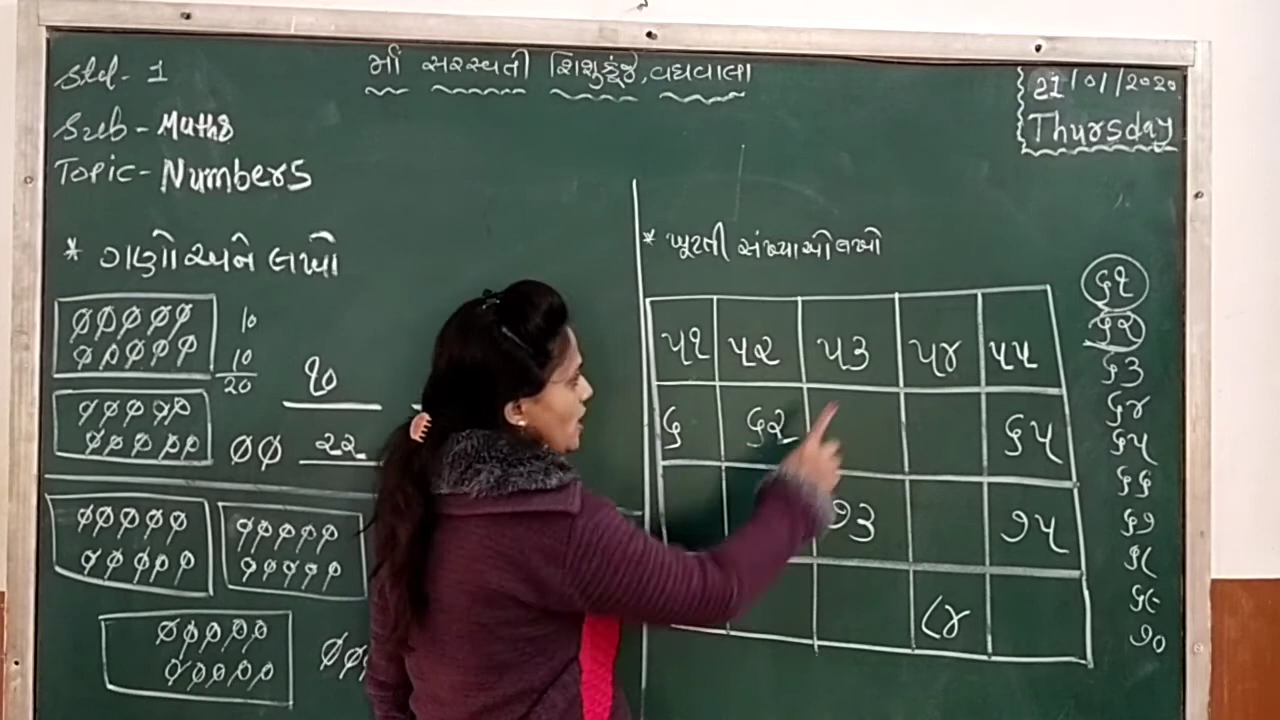 Std - 1
માં સરસ્વતી શિશુકુંજ, વઘવાલા
21/01/2020
Thursday
Sub - Maths
Topic - Numbers
* ગણો અને લખો
10
10
20
૧૦
૨૨
* ખૂટતી સંખ્યાઓ લખો
૫૧ ૫૨ ૫૩ ૫૪ ૫૫
૬ ૬૨ ૬૫
૭૩ ૭૫
૮૪
૬૧
૬૨
૬૩
૬૪
૬૫
૬૬
૬૭
૬૮
૬૯
૭૦